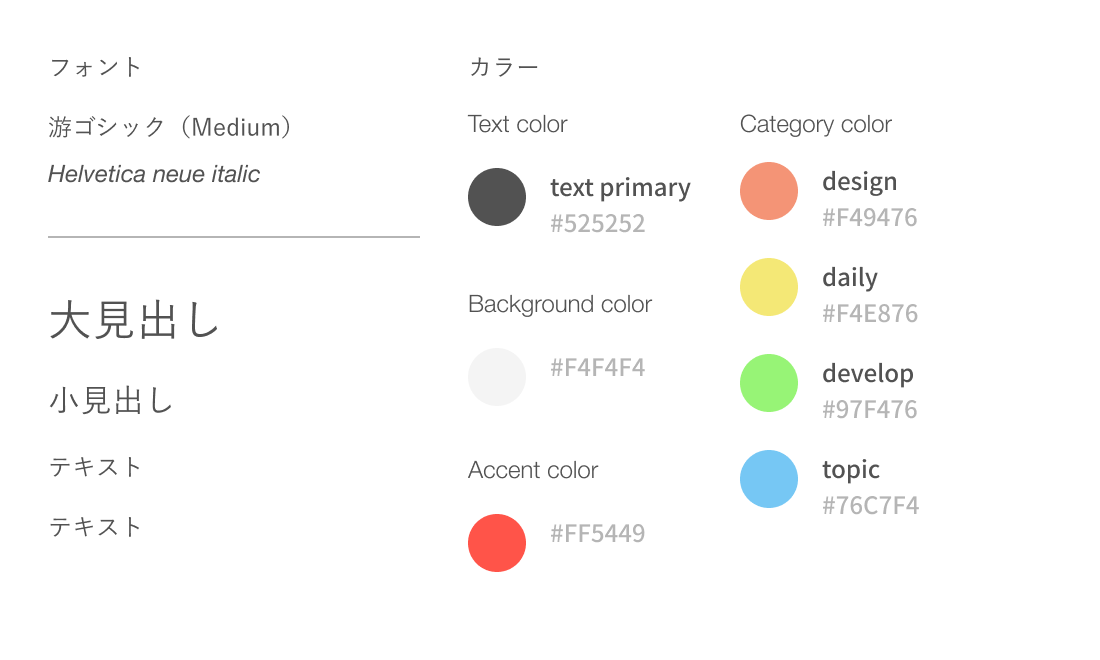 フォント
游ゴシック（Medium）
Helvetica neue italic
大見出し
小見出し
テキスト
テキスト
カラー
Text color
text primary
#525252
Background color
#F4F4F4
Accent color
#FF5449
Category color
design
#F49476
daily
#F4E876
develop
#97F476
topic
#76C7F4